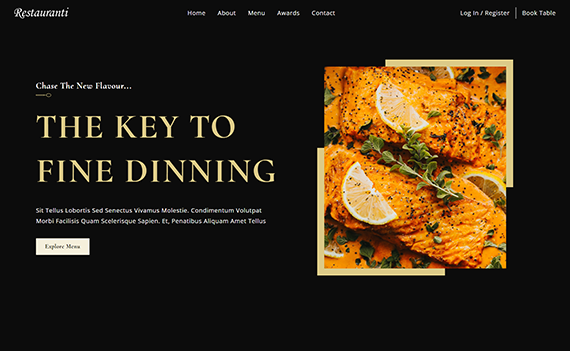 Restauranti
Home About Menu Awards Contact
Log In / Register Book Table
Chase The New Flavour...
THE KEY TO
FINE DINNING
Sit Tellus Lobortis Sed Senectus Vivamus Molestie. Condimentum Volutpat
Morbi Facilisis Quam Scelerisque Sapien. Et, Penatibus Aliquam Amet Tellus
Explore Menu